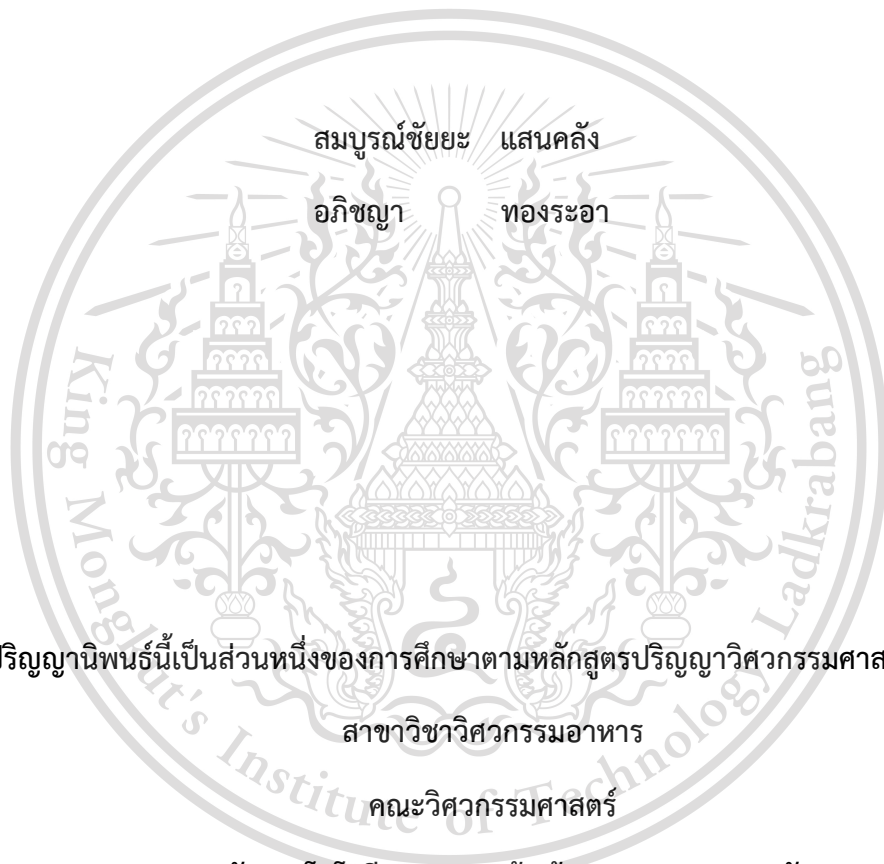 สมบูรณ์ชัยยะ แสนคลัง
อภิชญา ทองระอา
ปริญญานิพนธ์นี้เป็นส่วนหนึ่งของการศึกษาตามหลักสูตรปริญญาวิศวกรรมศาส
สาขาวิชาวิศวกรรมอาหาร
คณะวิศวกรรมศาสตร์
King Mongkut's Institute of Technology Ladkrabang